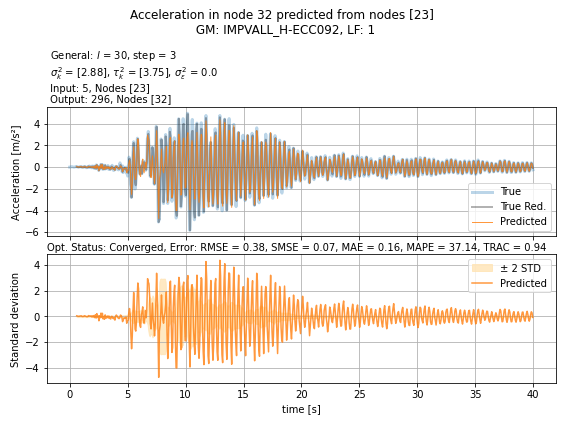 Acceleration in node 32 predicted from nodes [23]
GM: IMPVALL_H-ECC092, LF: 1
General: l = 30, step = 3
σ²ₖ = [2.88], τ²ₖ = [3.75], σ²ₑ = 0.0
Input: 5, Nodes [23]
Output: 296, Nodes [32]
Acceleration [m/s²]
4
2
0
−2
−4
−6
True
True Red.
Predicted
Opt. Status: Converged, Error: RMSE = 0.38, SMSE = 0.07, MAE = 0.16, MAPE = 37.14, TRAC = 0.94
Standard deviation
4
2
0
−2
−4
± 2 STD
Predicted
0 5 10 15 20 25 30 35 40
time [s]